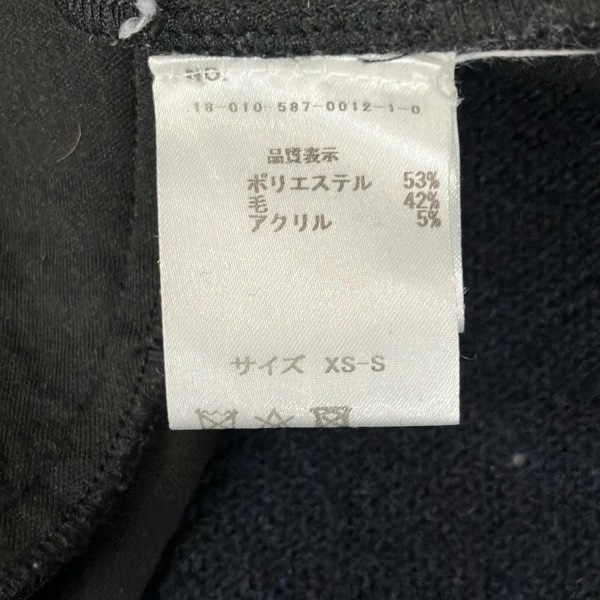 NO.
18-010-587-0012-1-0
品質表示
ポリエステル 53%
毛 42%
アクリル 5%
サイズ XS-S